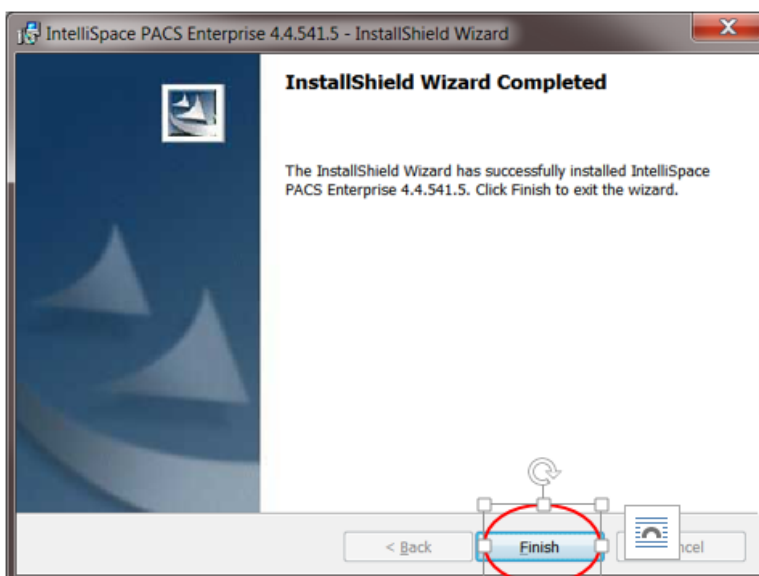 IntelliSpace PACS Enterprise 4.4.541.5 - InstallShield Wizard
InstallShield Wizard Completed
The InstallShield Wizard has successfully installed IntelliSpace
PACS Enterprise 4.4.541.5. Click Finish to exit the wizard.
< Back
Finish
ncel